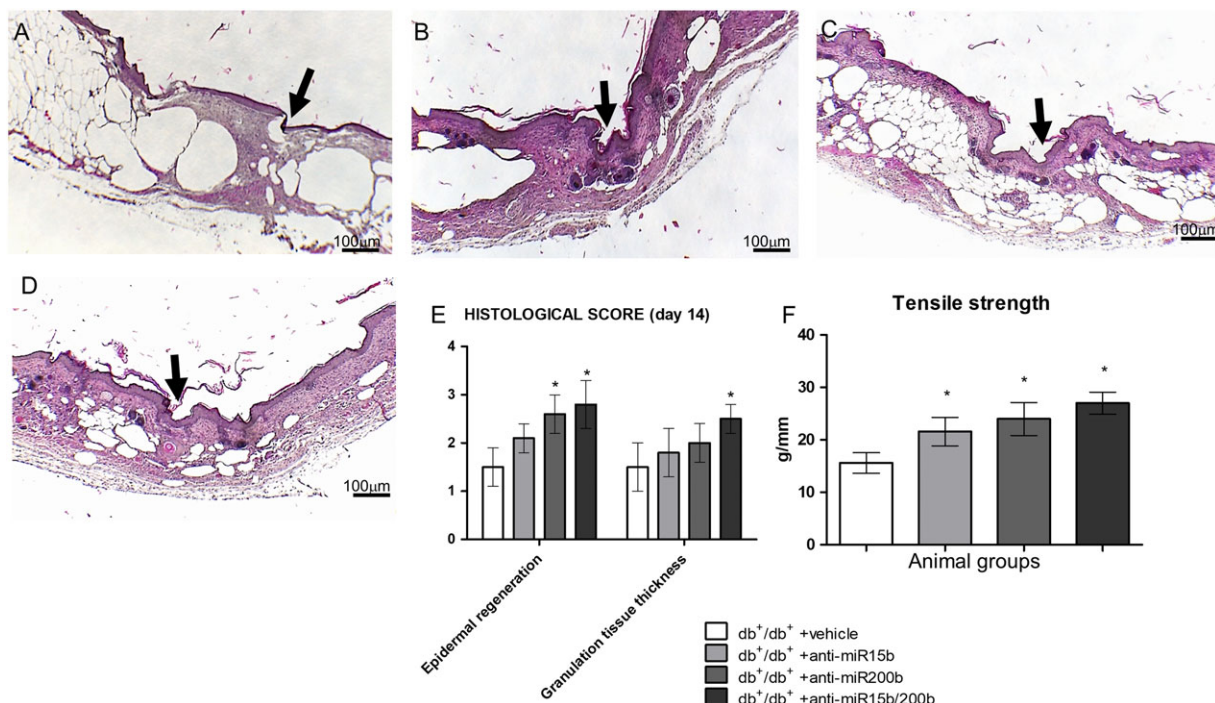 A
B
C
100μm
100μm
100μm
D
100μm
E HISTOLOGICAL SCORE (day 14)
4
3
2
1
0
Epidermal regeneration
Granulation tissue thickness
F
Tensile strength
g/mm
40
30
20
10
0
Animal groups
*
*
*
*
*
*
db⁺/db⁺ +vehicle
db⁺/db⁺ +anti-miR15b
db⁺/db⁺ +anti-miR200b
db⁺/db⁺ +anti-miR15b/200b